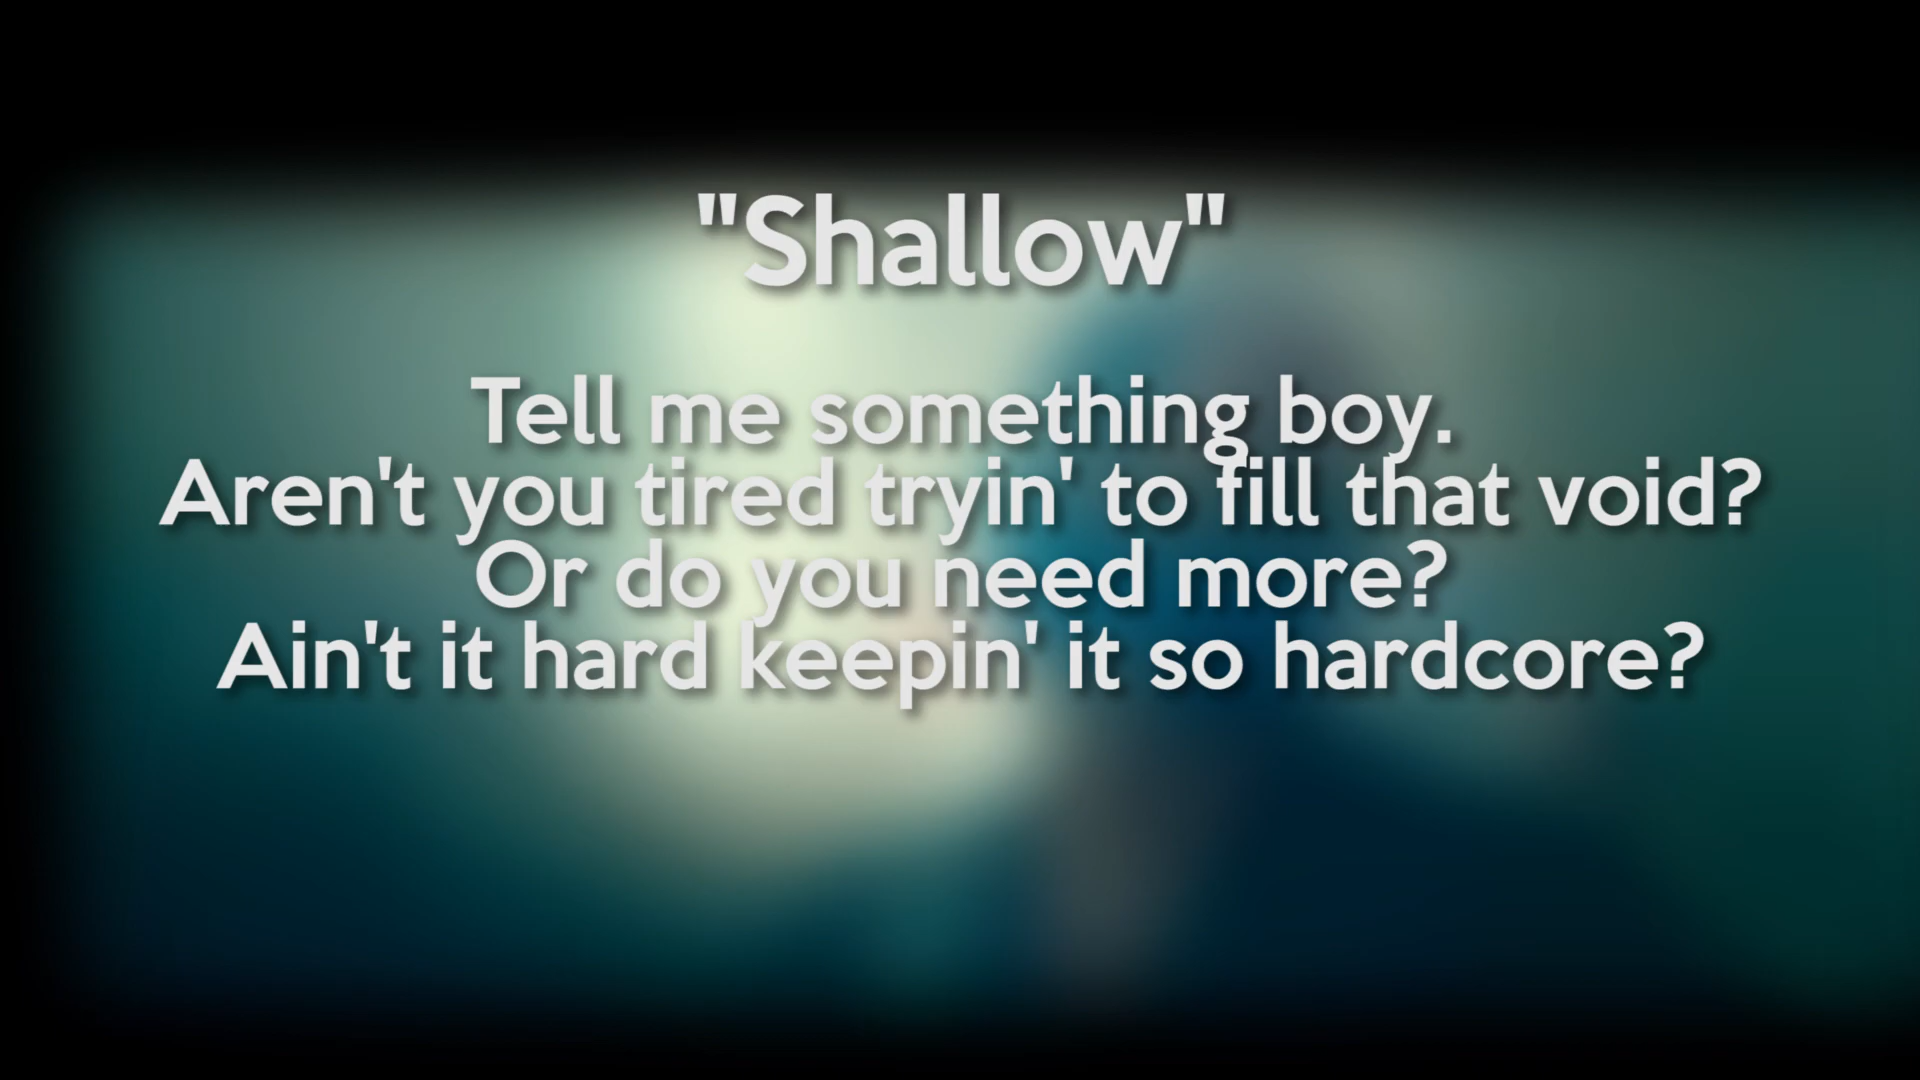 "Shallow"
Tell me something boy.
Aren't you tired tryin' to fill that void?
Or do you need more?
Ain't it hard keepin' it so hardcore?